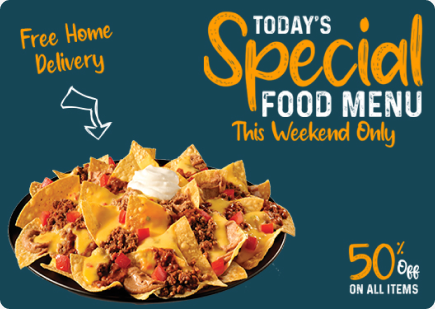 Free Home
Delivery
TODAY'S
Special
FOOD MENU
This Weekend Only
50% Off
ON ALL ITEMS